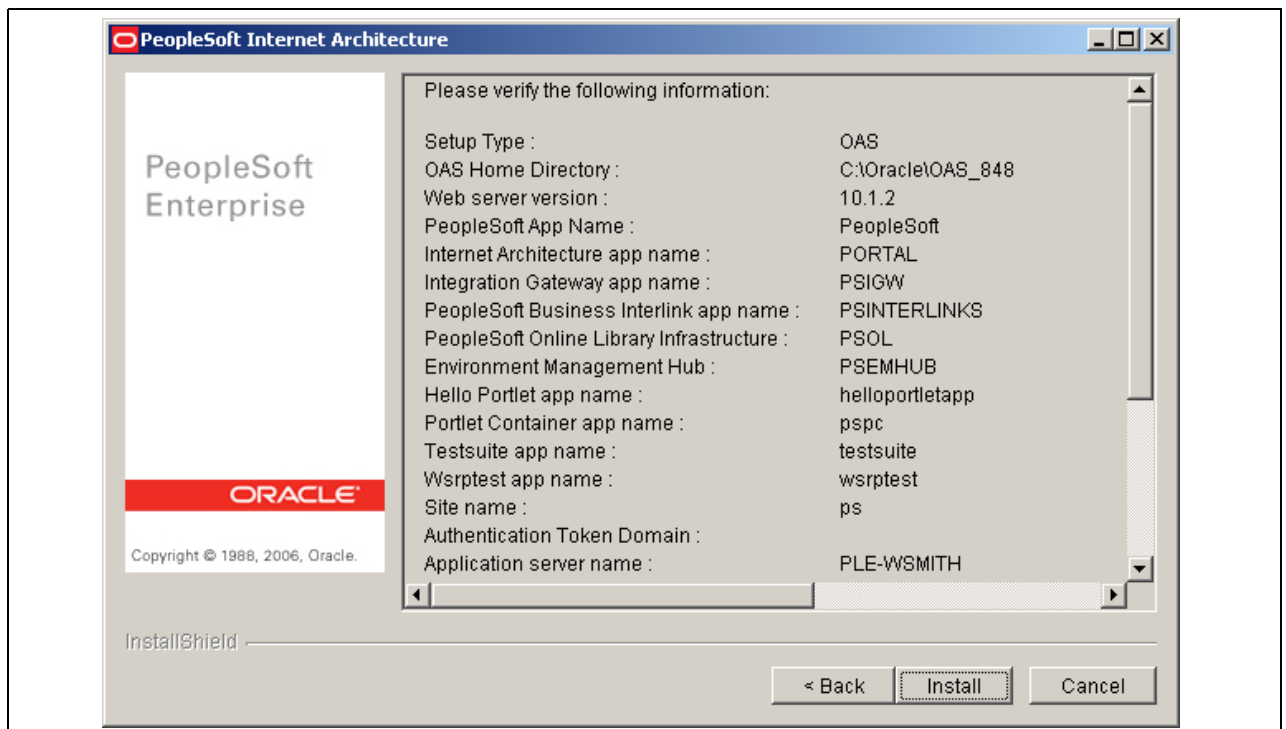 PeopleSoft Internet Architecture
PeopleSoft
Enterprise
ORACLE
Copyright © 1988, 2006, Oracle.
Please verify the following information:
Setup Type : OAS
OAS Home Directory : C:\Oracle\OAS_848
Web server version : 10.1.2
PeopleSoft App Name : PeopleSoft
Internet Architecture app name : PORTAL
Integration Gateway app name : PSIGW
PeopleSoft Business Interlink app name : PSINTERLINKS
PeopleSoft Online Library Infrastructure : PSOL
Environment Management Hub : PSEMHUB
Hello Portlet app name : helloportletapp
Portlet Container app name : pspc
Testsuite app name : testsuite
Wsrptest app name : wsrptest
Site name : ps
Authentication Token Domain :
Application server name : PLE-WSMITH
InstallShield
< Back Install Cancel